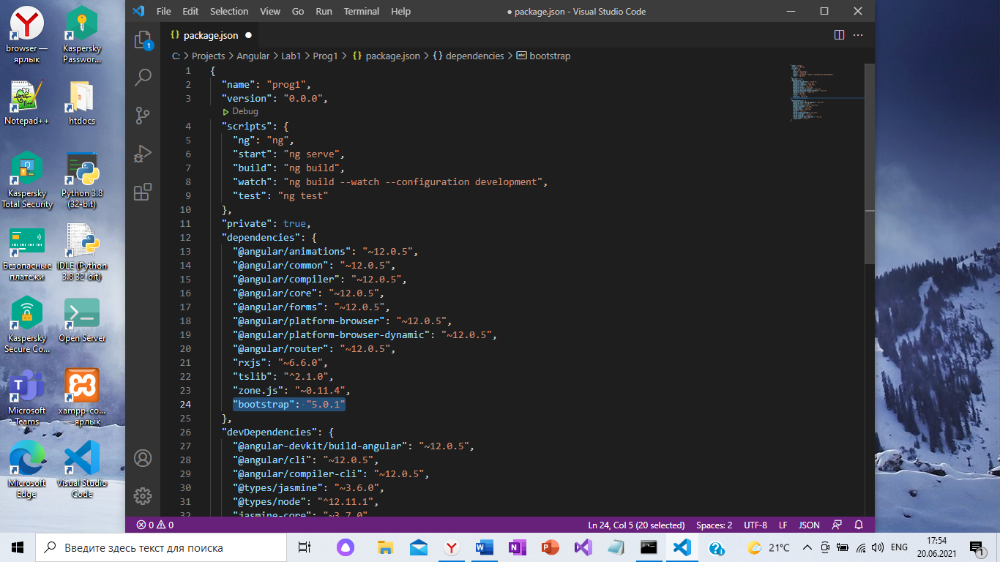 File Edit Selection View Go Run Terminal Help
● package.json - Visual Studio Code
{} package.json ●
C: > Projects > Angular > Lab1 > Prog1 > {} package.json > {} dependencies > bootstrap
1 {
2 "name": "prog1",
3 "version": "0.0.0",
Debug
4 "scripts": {
5 "ng": "ng",
6 "start": "ng serve",
7 "build": "ng build",
8 "watch": "ng build --watch --configuration development",
9 "test": "ng test"
10 },
11 "private": true,
12 "dependencies": {
13 "@angular/animations": "~12.0.5",
14 "@angular/common": "~12.0.5",
15 "@angular/compiler": "~12.0.5",
16 "@angular/core": "~12.0.5",
17 "@angular/forms": "~12.0.5",
18 "@angular/platform-browser": "~12.0.5",
19 "@angular/platform-browser-dynamic": "~12.0.5",
20 "@angular/router": "~12.0.5",
21 "rxjs": "~6.6.0",
22 "tslib": "^2.1.0",
23 "zone.js": "~0.11.4",
24 "bootstrap": "5.0.1"
25 },
26 "devDependencies": {
27 "@angular-devkit/build-angular": "~12.0.5",
28 "@angular/cli": "~12.0.5",
29 "@angular/compiler-cli": "~12.0.5",
30 "@types/jasmine": "~3.6.0",
31 "@types/node": "^12.11.1",
32 "jasmine-core": "~3.7.0"
1
0 0
Ln 24, Col 5 (20 selected) Spaces: 2 UTF-8 LF JSON
browser —
ярлык
Kaspersky
Passwor...
Notepad++
htdocs
Kaspersky
Total Security
Python 3.8
(32-bit)
Безопасные
платежи
IDLE (Python
3.8 32-bit)
Kaspersky
Secure Co...
Open Server
Microsoft
Teams
xampp-co...
— ярлык
Microsoft
Edge
Visual Studio
Code
Введите здесь текст для поиска
21°C
ENG
17:54
20.06.2021
1